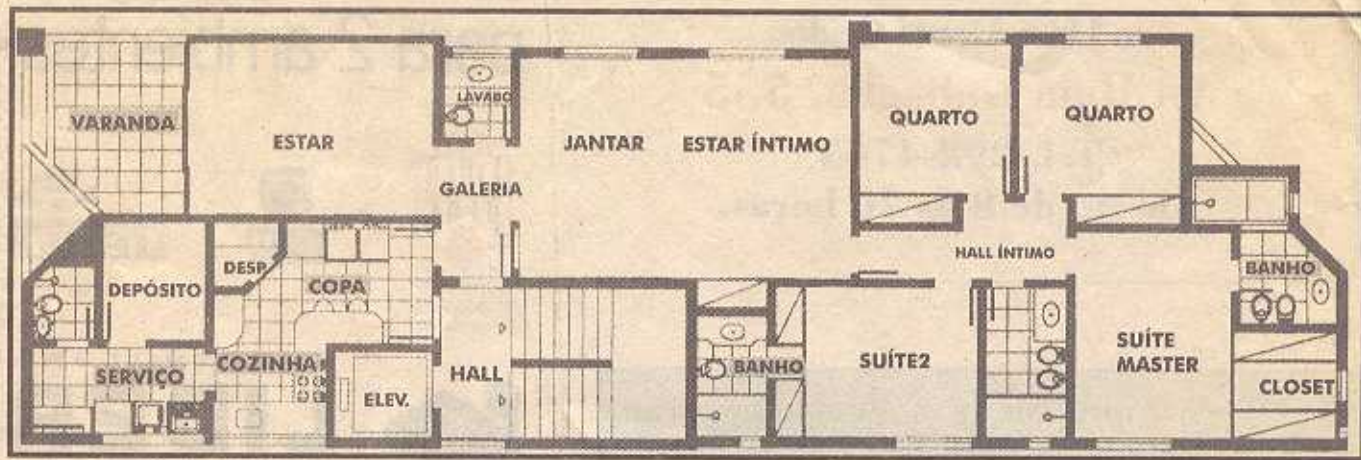 VARANDA
ESTAR
LAVABO
JANTAR
ESTAR ÍNTIMO
QUARTO
QUARTO
GALERIA
DESP.
DEPÓSITO
COPA
HALL ÍNTIMO
BANHO
SERVIÇO
COZINHA
ELEV.
HALL
BANHO
SUÍTE2
SUÍTE
MASTER
CLOSET